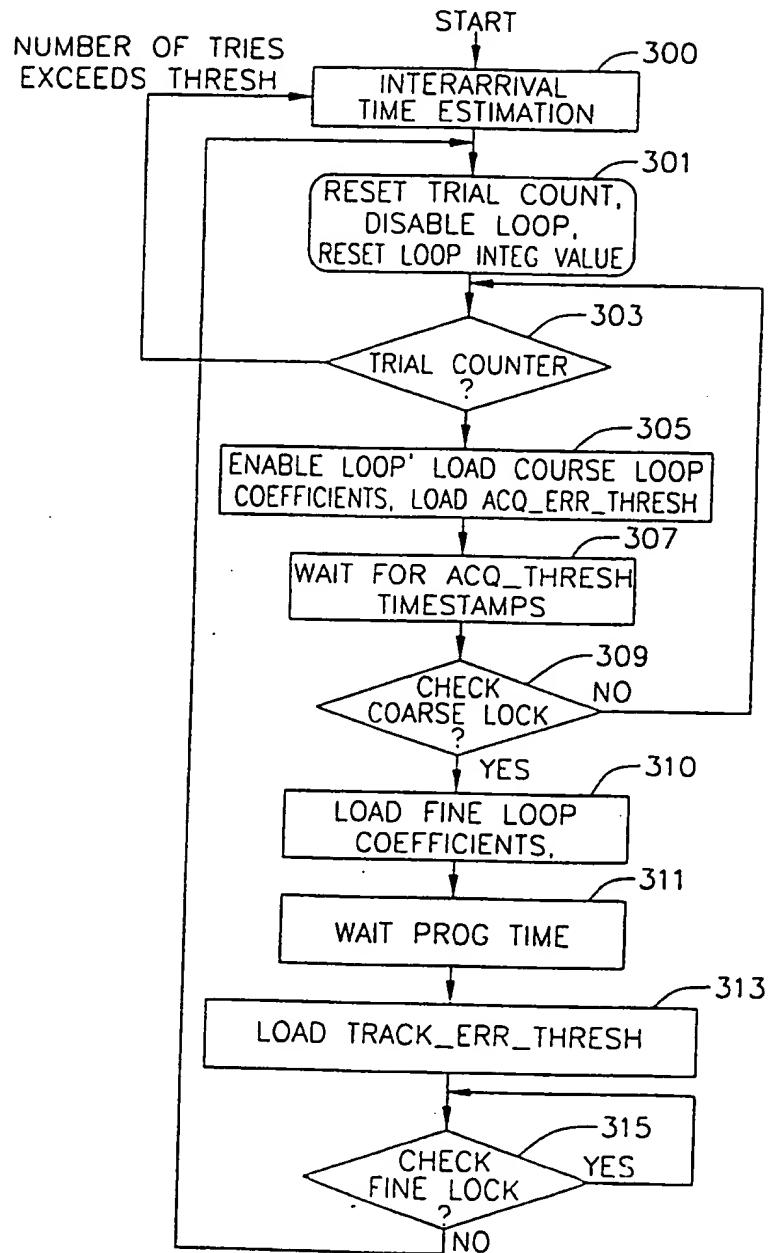 START
NUMBER OF TRIES
EXCEEDS THRESH
300
INTERARRIVAL
TIME ESTIMATION
301
RESET TRIAL COUNT,
DISABLE LOOP,
RESET LOOP INTEG VALUE
303
TRIAL COUNTER
?
305
ENABLE LOOP' LOAD COURSE LOOP
COEFFICIENTS, LOAD ACQ_ERR_THRESH
307
WAIT FOR ACQ_THRESH
TIMESTAMPS
309
CHECK
COARSE LOCK
?
NO
YES
310
LOAD FINE LOOP
COEFFICIENTS,
311
WAIT PROG TIME
313
LOAD TRACK_ERR_THRESH
315
CHECK
FINE LOCK
?
YES
NO